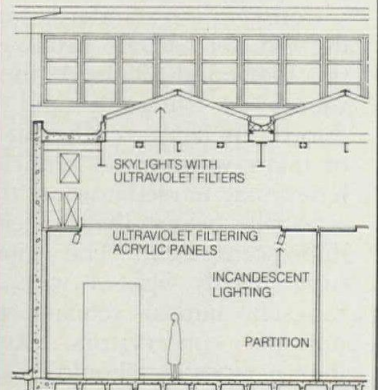 SKYLIGHTS WITH
ULTRAVIOLET FILTERS
ULTRAVIOLET FILTERING
ACRYLIC PANELS
INCANDESCENT
LIGHTING
PARTITION